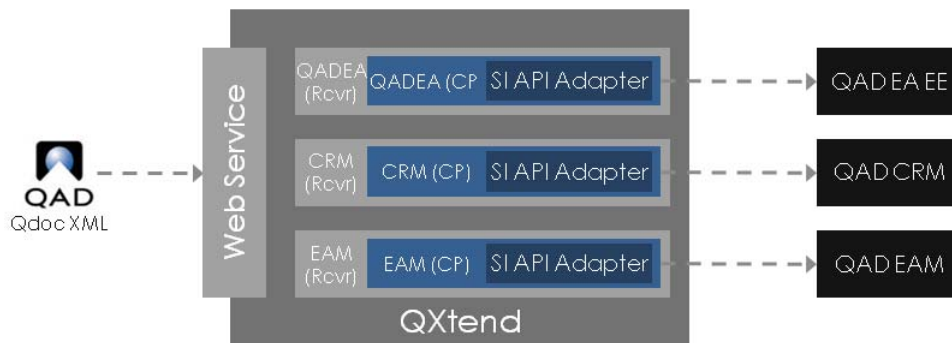 QAD
Qdoc XML
Web Service
QADEA
(Rcvr)
QADEA (CP
SI API Adapter
QAD EA EE
CRM
(Rcvr)
CRM (CP)
SI API Adapter
QAD CRM
EAM
(Rcvr)
EAM (CP)
SI API Adapter
QAD EAM
QXtend